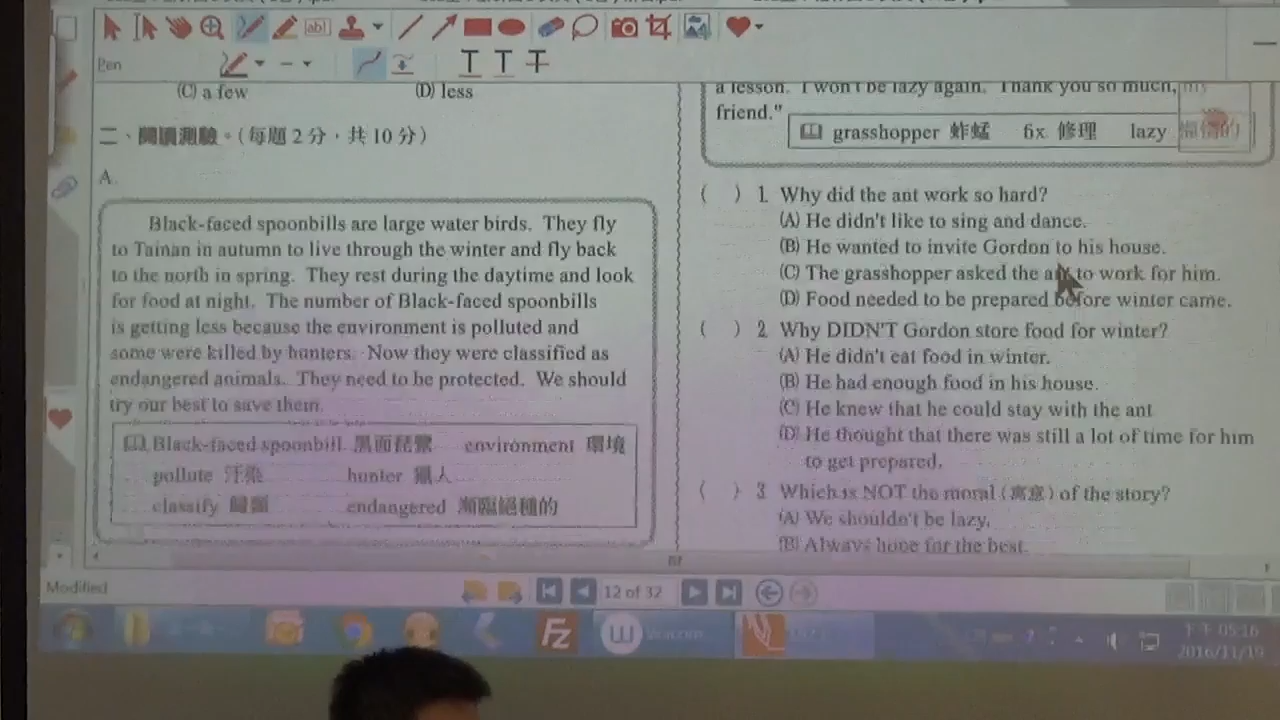 Pen
(C) a few (D) less
二、閱讀測驗。(每題 2 分,共 10 分)
A.
Black-faced spoonbills are large water birds. They fly
to Tainan in autumn to live through the winter and fly back
to the north in spring. They rest during the daytime and look
for food at night. The number of Black-faced spoonbills
is getting less because the environment is polluted and
some were killed by hunters. Now they were classified as
endangered animals. They need to be protected. We should
try our best to save them.
Black-faced spoonbill 黑面琵鷺 environment 環境
pollute 汙染 hunter 獵人
classify 歸類 endangered 瀕臨絕種的
a lesson. I won't be lazy again. Thank you so much, my
friend."
grasshopper 蚱蜢 fix 修理 lazy
( ) 1. Why did the ant work so hard?
(A) He didn't like to sing and dance.
(B) He wanted to invite Gordon to his house.
(C) The grasshopper asked the ant to work for him.
(D) Food needed to be prepared before winter came.
( ) 2. Why DIDN'T Gordon store food for winter?
(A) He didn't eat food in winter.
(B) He had enough food in his house.
(C) He knew that he could stay with the ant
(D) He thought that there was still a lot of time for him
to get prepared.
( ) 3. Which is NOT the moral (寓意) of the story?
(A) We shouldn't be lazy.
(B) Always hope for the best.
Modified
12 of 32
Fz
下午 05:16
2016/11/19